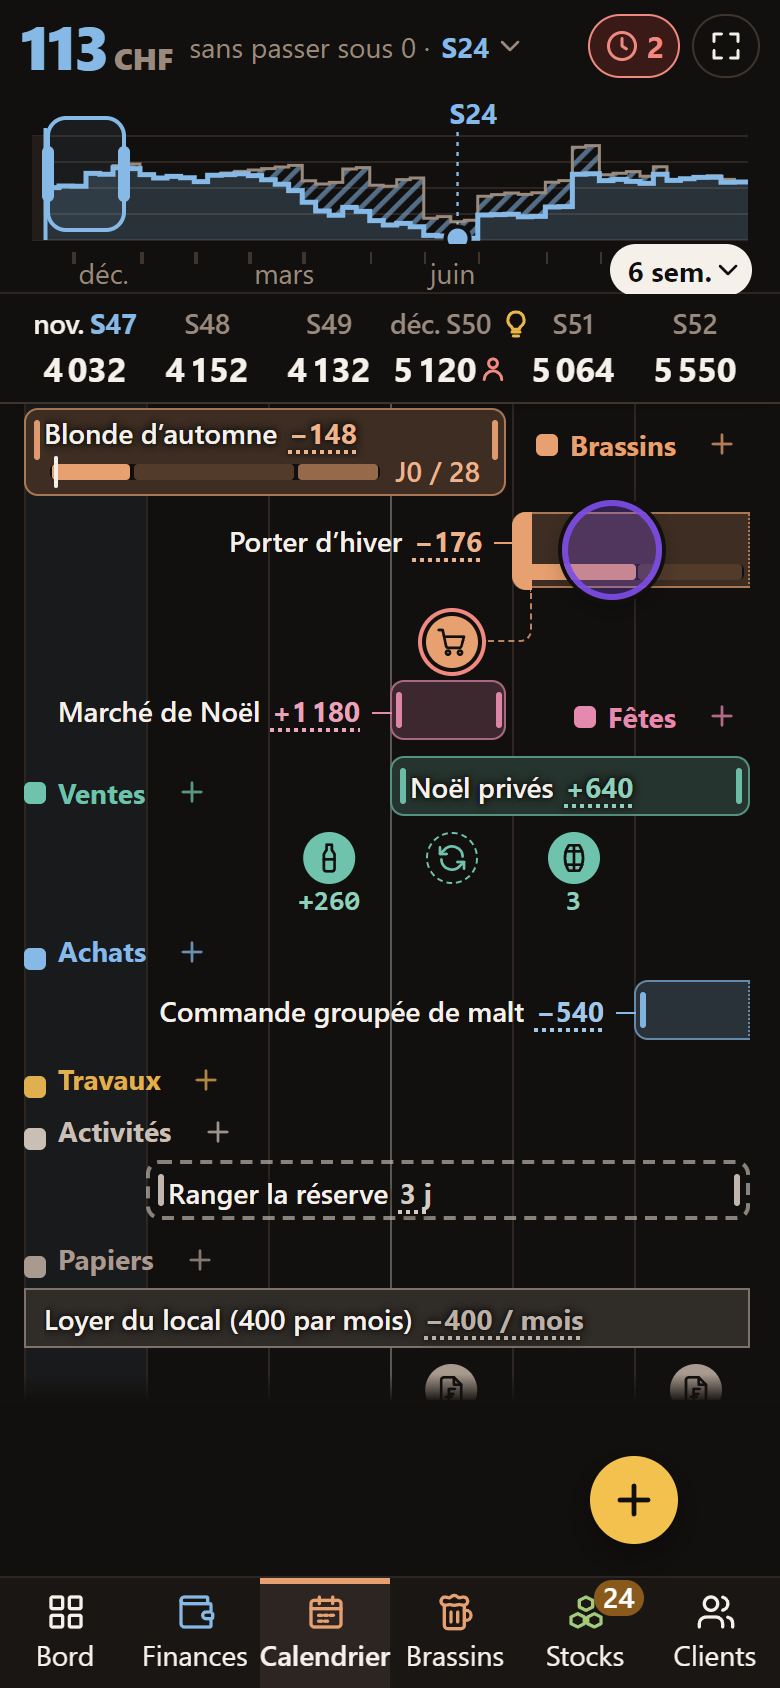 113 CHF sans passer sous 0 · S24
2
S24
déc. mars juin
6 sem.
nov. S47 S48 S49 déc. S50 S51 S52
4 032 4 152 4 132 5 120 5 064 5 550
Blonde d’automne −148
J0 / 28
Brassins +
Porter d’hiver −176
Marché de Noël +1 180
Fêtes +
Ventes +
Noël privés +640
+260
3
Achats +
Commande groupée de malt −540
Travaux +
Activités +
Ranger la réserve 3 j
Papiers +
Loyer du local (400 par mois) −400 / mois
+
24
Bord Finances Calendrier Brassins Stocks Clients